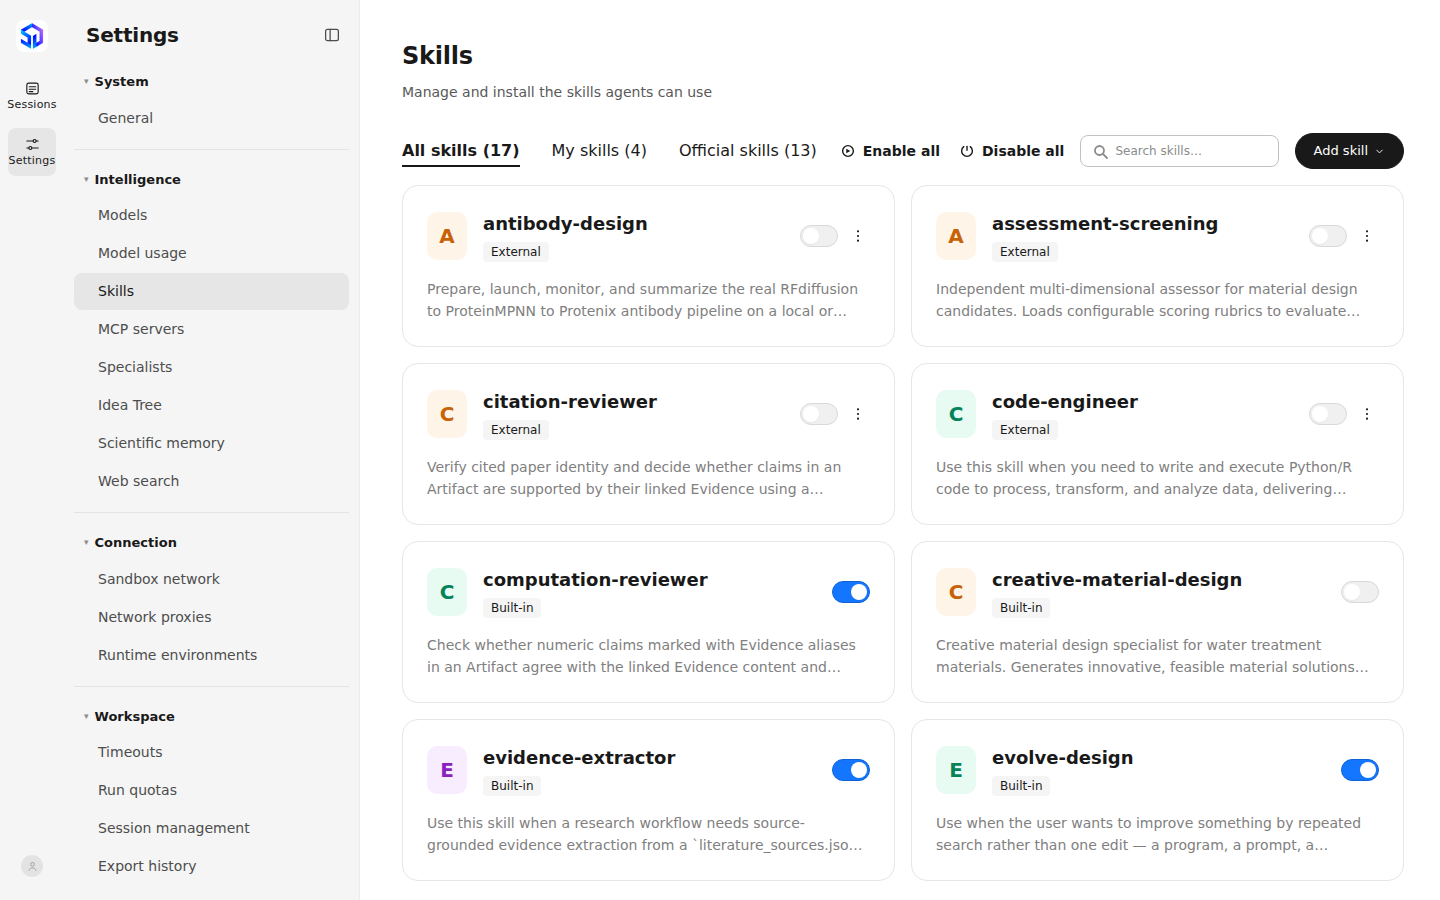 Settings
Sessions
Settings
System
General
Intelligence
Models
Model usage
Skills
MCP servers
Specialists
Idea Tree
Scientific memory
Web search
Connection
Sandbox network
Network proxies
Runtime environments
Workspace
Timeouts
Run quotas
Session management
Export history
Skills
Manage and install the skills agents can use
All skills (17)
My skills (4)
Official skills (13)
Enable all
Disable all
Search skills...
Add skill
A
antibody-design
External
Prepare, launch, monitor, and summarize the real RFdiffusion
to ProteinMPNN to Protenix antibody pipeline on a local or...
A
assessment-screening
External
Independent multi-dimensional assessor for material design
candidates. Loads configurable scoring rubrics to evaluate...
C
citation-reviewer
External
Verify cited paper identity and decide whether claims in an
Artifact are supported by their linked Evidence using a...
C
code-engineer
External
Use this skill when you need to write and execute Python/R
code to process, transform, and analyze data, delivering...
C
computation-reviewer
Built-in
Check whether numeric claims marked with Evidence aliases
in an Artifact agree with the linked Evidence content and...
C
creative-material-design
Built-in
Creative material design specialist for water treatment
materials. Generates innovative, feasible material solutions...
E
evidence-extractor
Built-in
Use this skill when a research workflow needs source-
grounded evidence extraction from a `literature_sources.jso...
E
evolve-design
Built-in
Use when the user wants to improve something by repeated
search rather than one edit — a program, a prompt, a...